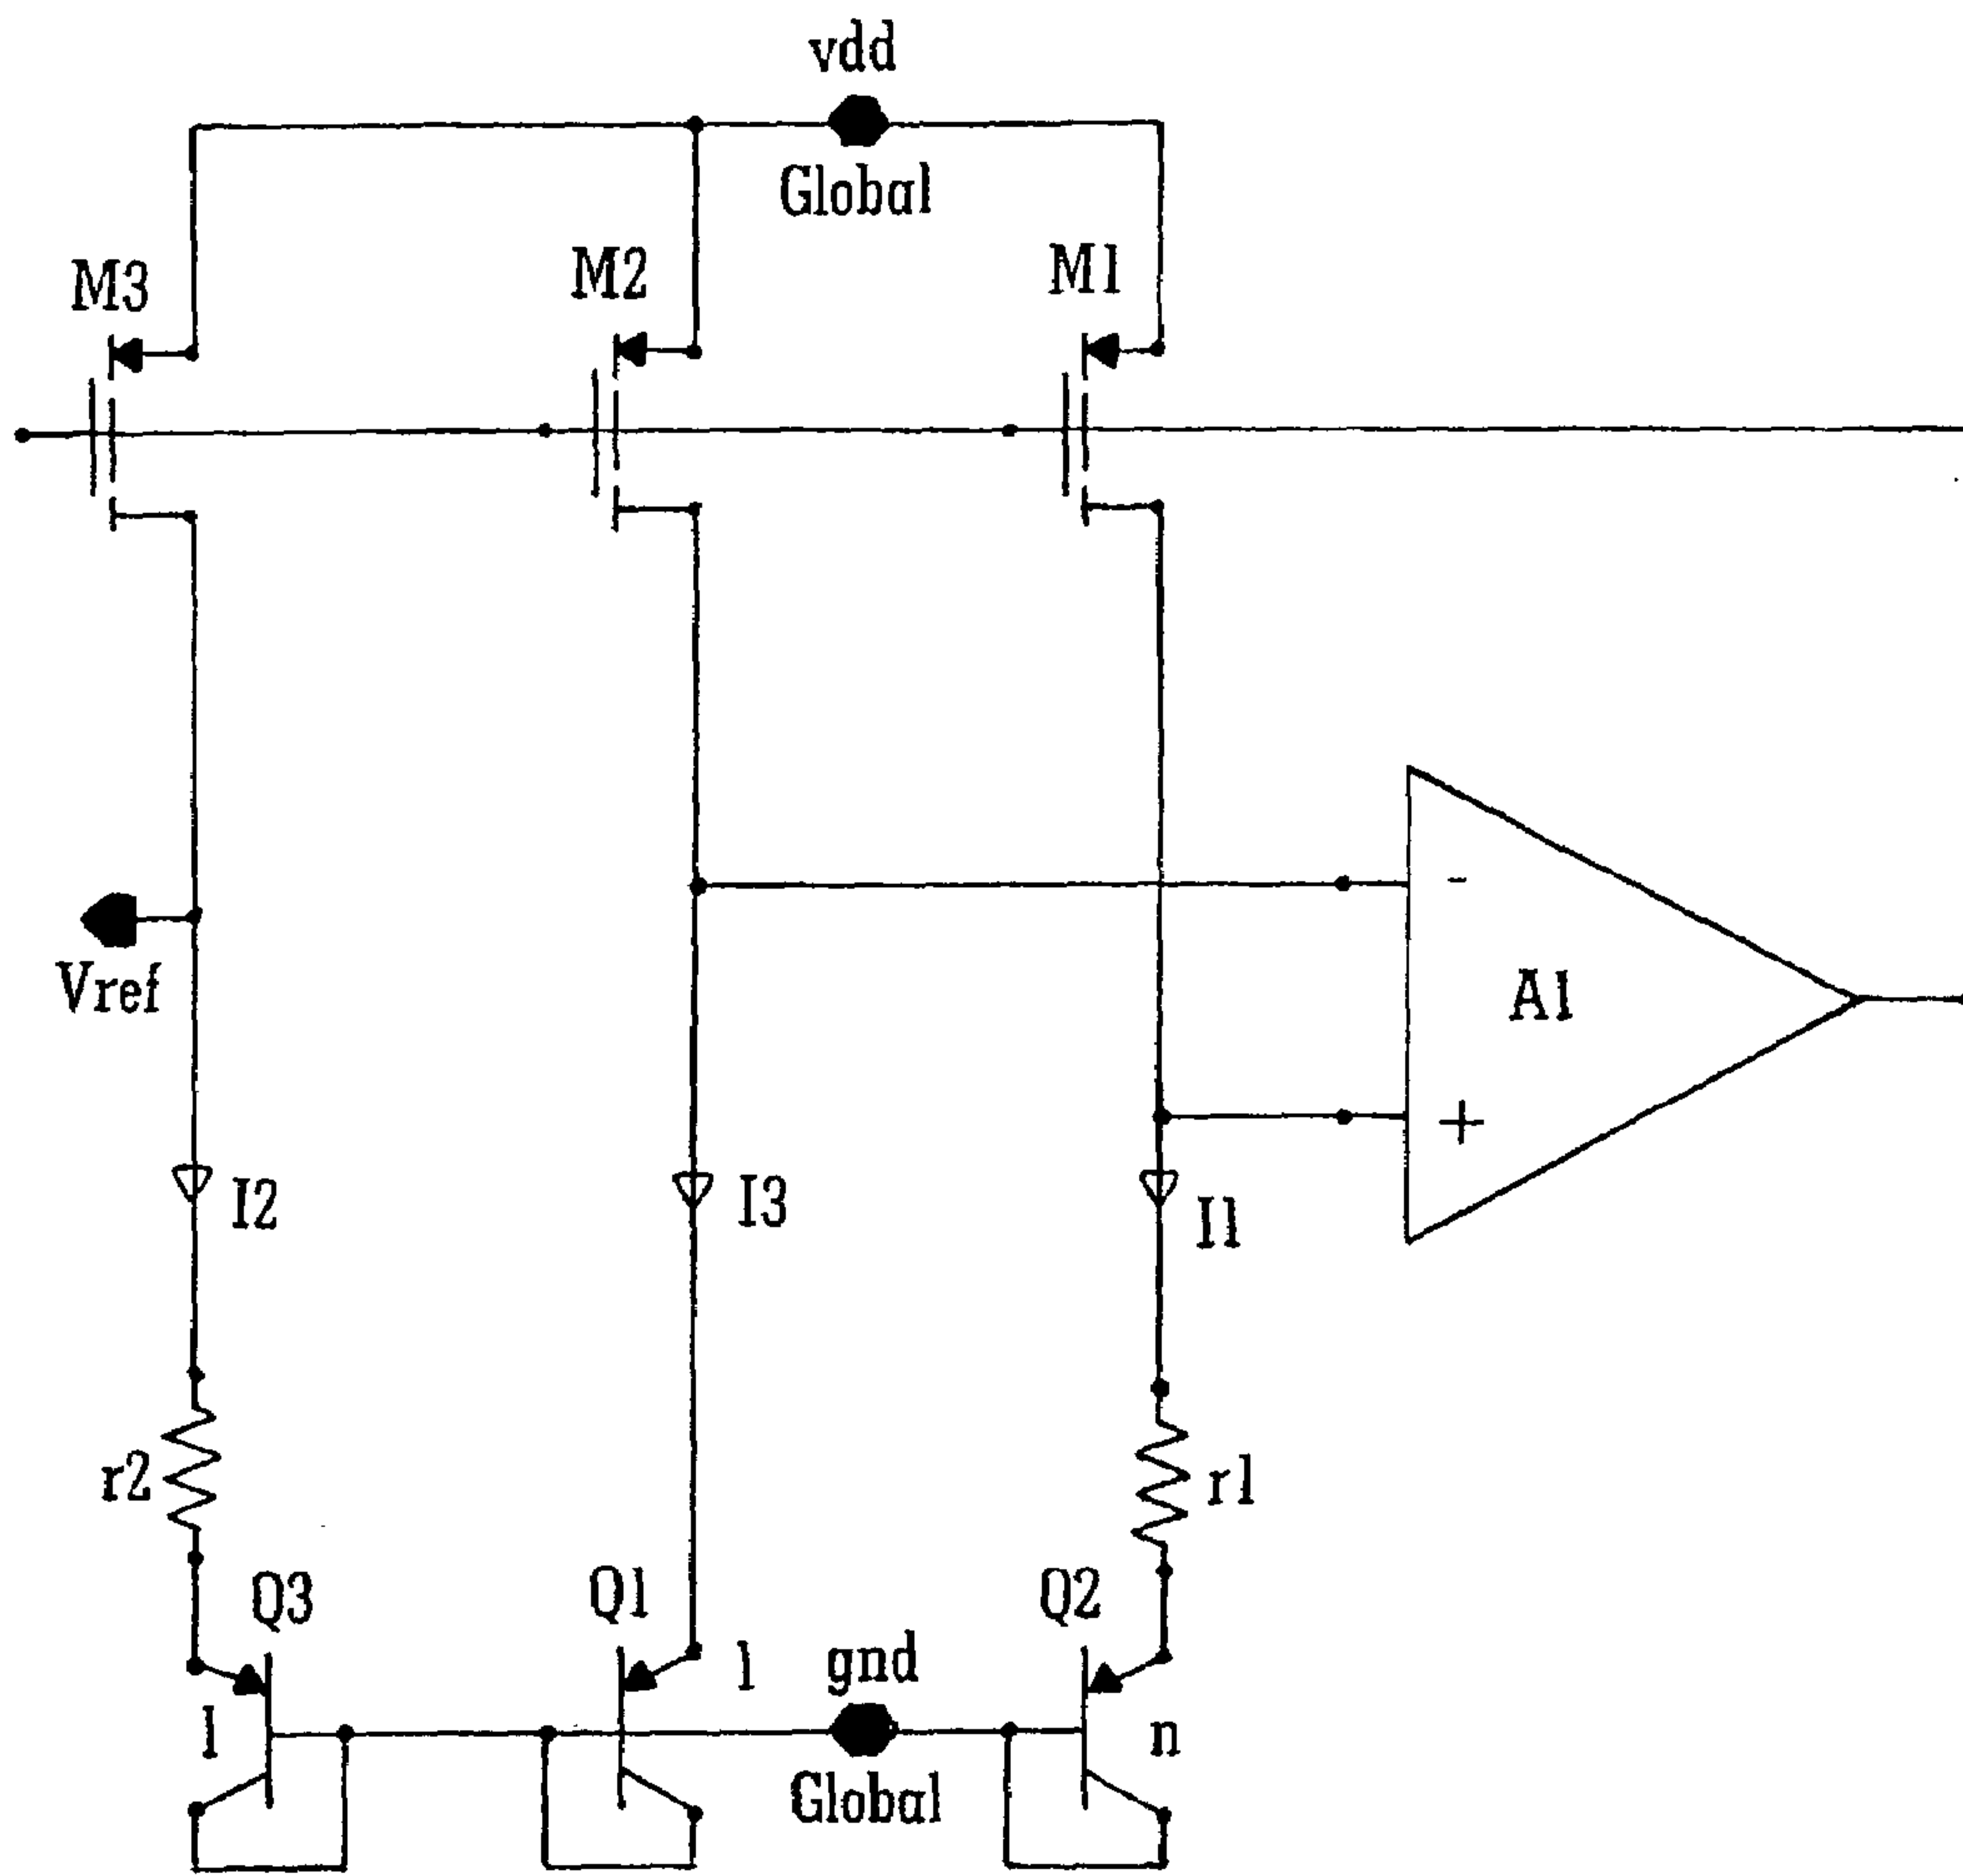 vdd
Global
M3
M2
M1
-
A1
Vref
+
I2
I3
I1
r2
r1
Q3
Q1
Q2
1
gnd
1
n
Global